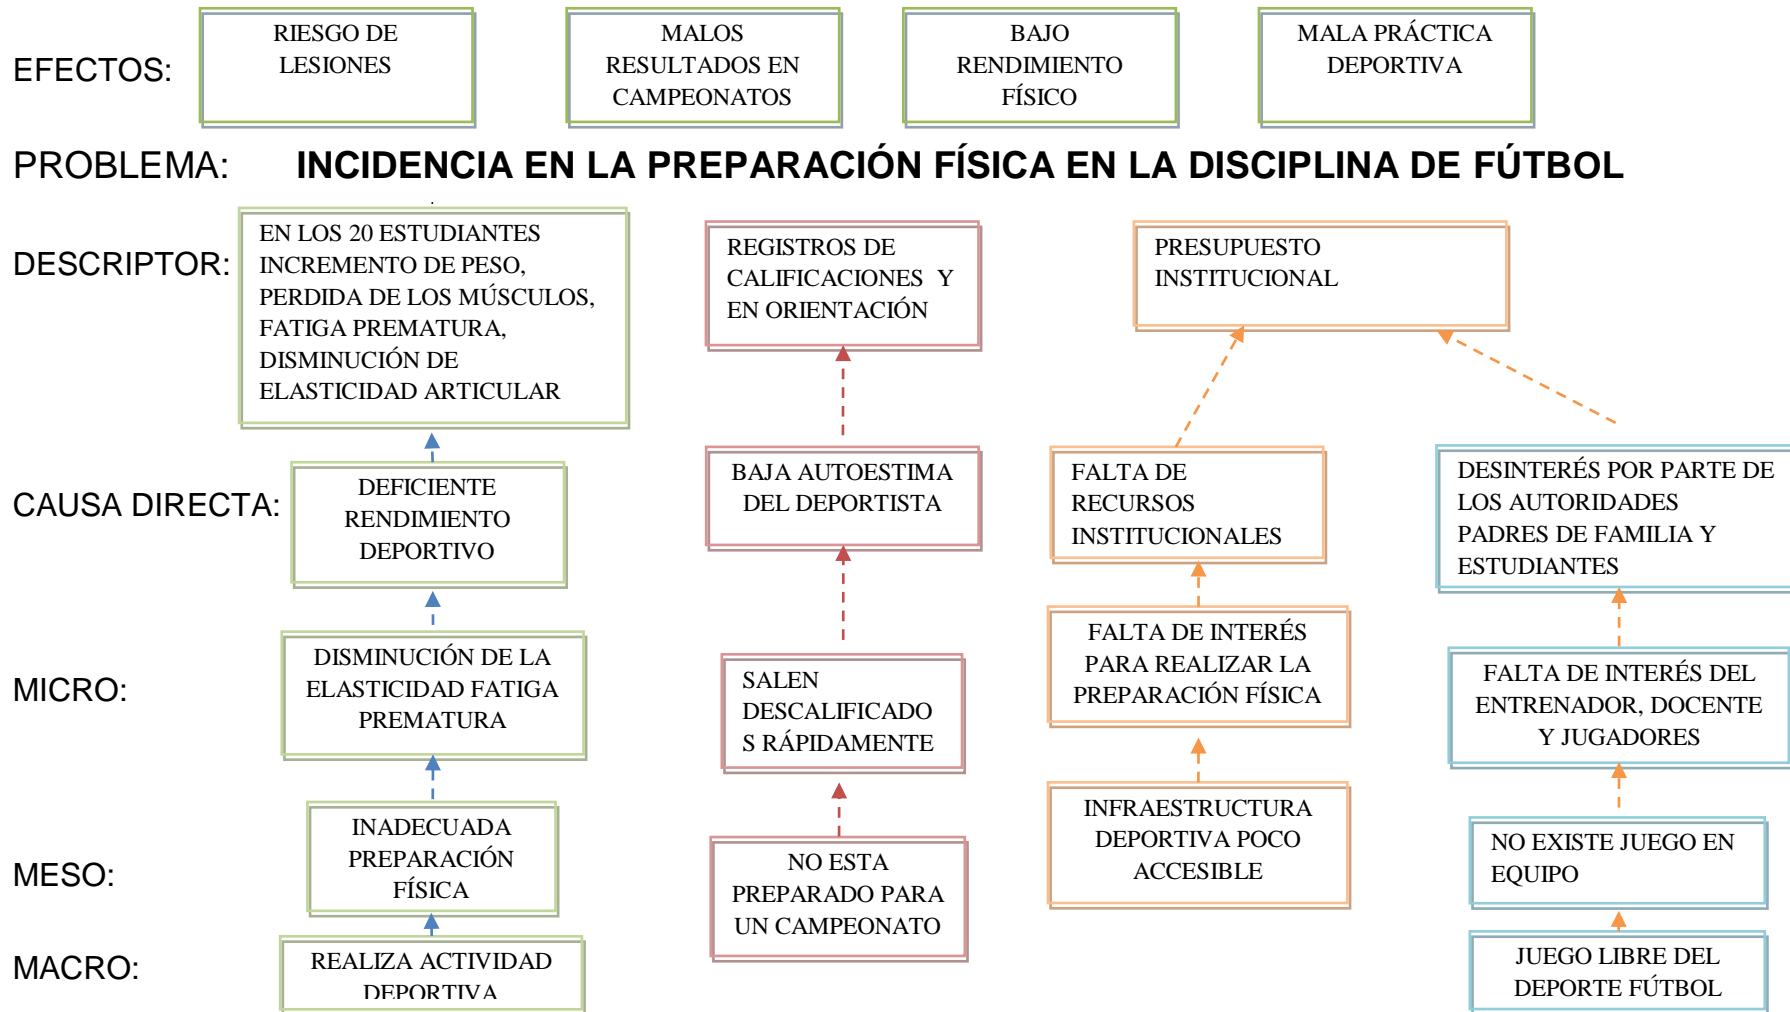 EFECTOS:
RIESGO DE
LESIONES
MALOS
RESULTADOS EN
CAMPEONATOS
BAJO
RENDIMIENTO
FÍSICO
MALA PRÁCTICA
DEPORTIVA
PROBLEMA: INCIDENCIA EN LA PREPARACIÓN FÍSICA EN LA DISCIPLINA DE FÚTBOL
DESCRIPTOR:
EN LOS 20 ESTUDIANTES
INCREMENTO DE PESO,
PERDIDA DE LOS MÚSCULOS,
FATIGA PREMATURA,
DISMINUCIÓN DE
ELASTICIDAD ARTICULAR
REGISTROS DE
CALIFICACIONES Y
EN ORIENTACIÓN
PRESUPUESTO
INSTITUCIONAL
CAUSA DIRECTA:
DEFICIENTE
RENDIMIENTO
DEPORTIVO
BAJA AUTOESTIMA
DEL DEPORTISTA
FALTA DE
RECURSOS
INSTITUCIONALES
DESINTERÉS POR PARTE DE
LOS AUTORIDADES
PADRES DE FAMILIA Y
ESTUDIANTES
MICRO:
DISMINUCIÓN DE LA
ELASTICIDAD FATIGA
PREMATURA
SALEN
DESCALIFICADO
S RÁPIDAMENTE
FALTA DE INTERÉS
PARA REALIZAR LA
PREPARACIÓN FÍSICA
FALTA DE INTERÉS DEL
ENTRENADOR, DOCENTE
Y JUGADORES
MESO:
INADECUADA
PREPARACIÓN
FÍSICA
NO ESTA
PREPARADO PARA
UN CAMPEONATO
INFRAESTRUCTURA
DEPORTIVA POCO
ACCESIBLE
NO EXISTE JUEGO EN
EQUIPO
MACRO:
REALIZA ACTIVIDAD
DEPORTIVA
JUEGO LIBRE DEL
DEPORTE FÚTBOL